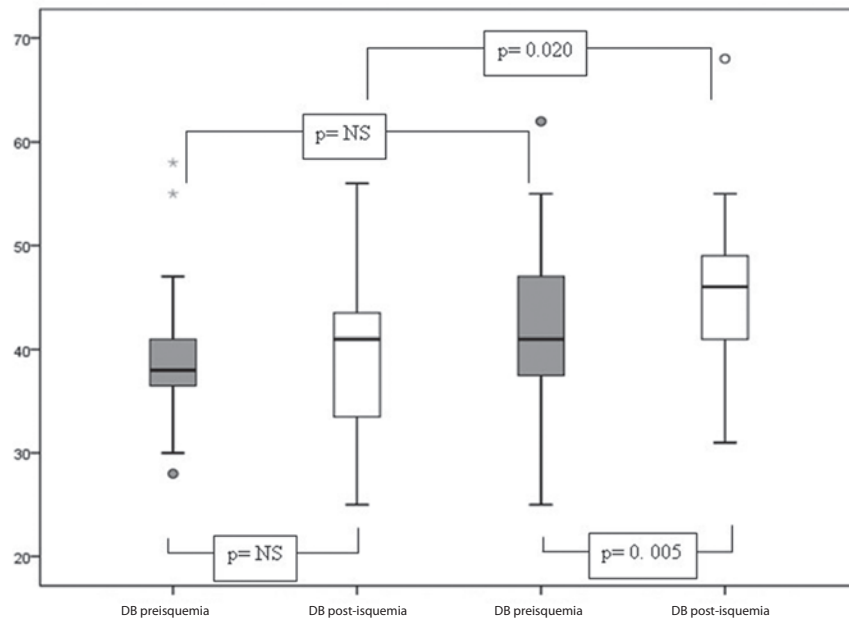 70
p= 0.020
60
p= NS
50
40
30
20
p= NS
p= 0. 005
DB preisquemia
DB post-isquemia
DB preisquemia
DB post-isquemia